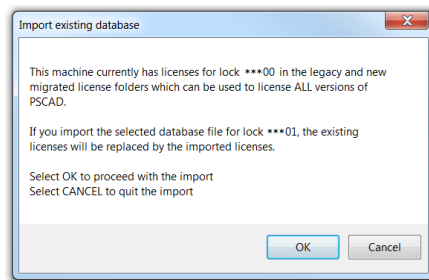 Import existing database
This machine currently has licenses for lock ***00 in the legacy and new
migrated license folders which can be used to license ALL versions of
PSCAD.
If you import the selected database file for lock ***01, the existing
licenses will be replaced by the imported licenses.
Select OK to proceed with the import
Select CANCEL to quit the import
OK
Cancel